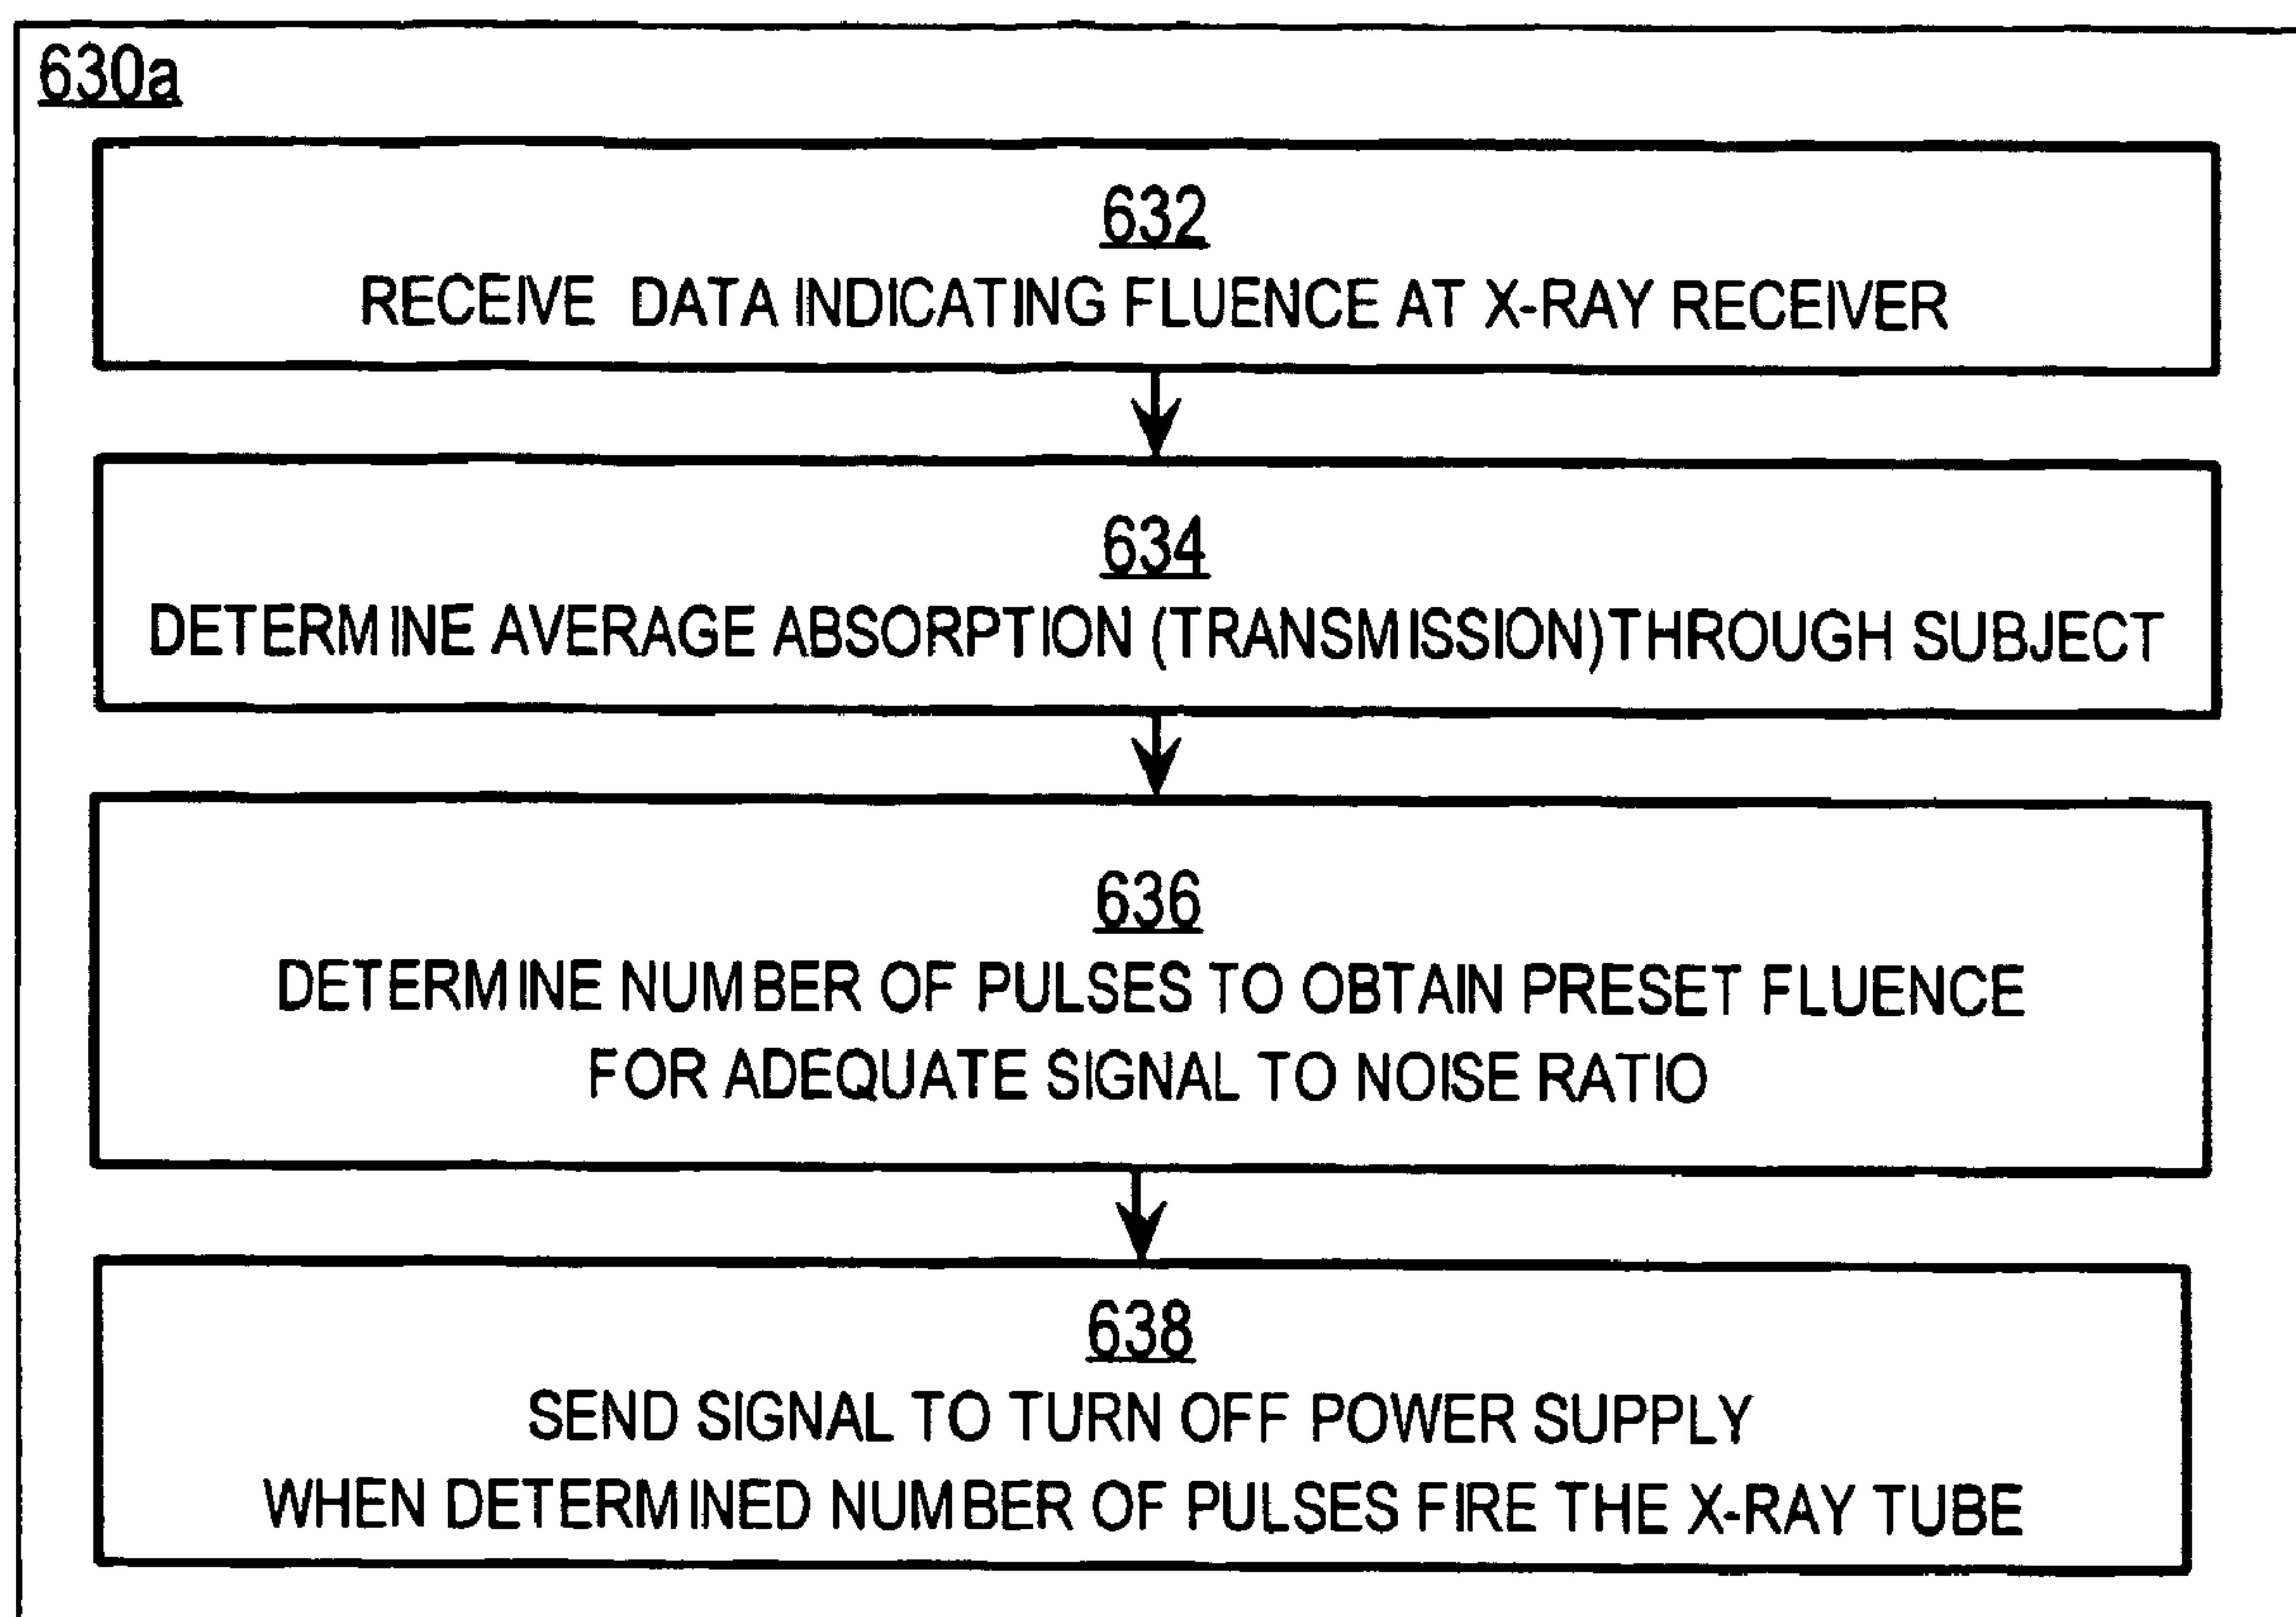 630a
632
RECEIVE DATA INDICATING FLUENCE AT X-RAY RECEIVER
634
DETERMINE AVERAGE ABSORPTION (TRANSMISSION)THROUGH SUBJECT
636
DETERMINE NUMBER OF PULSES TO OBTAIN PRESET FLUENCE
FOR ADEQUATE SIGNAL TO NOISE RATIO
638
SEND SIGNAL TO TURN OFF POWER SUPPLY
WHEN DETERMINED NUMBER OF PULSES FIRE THE X-RAY TUBE